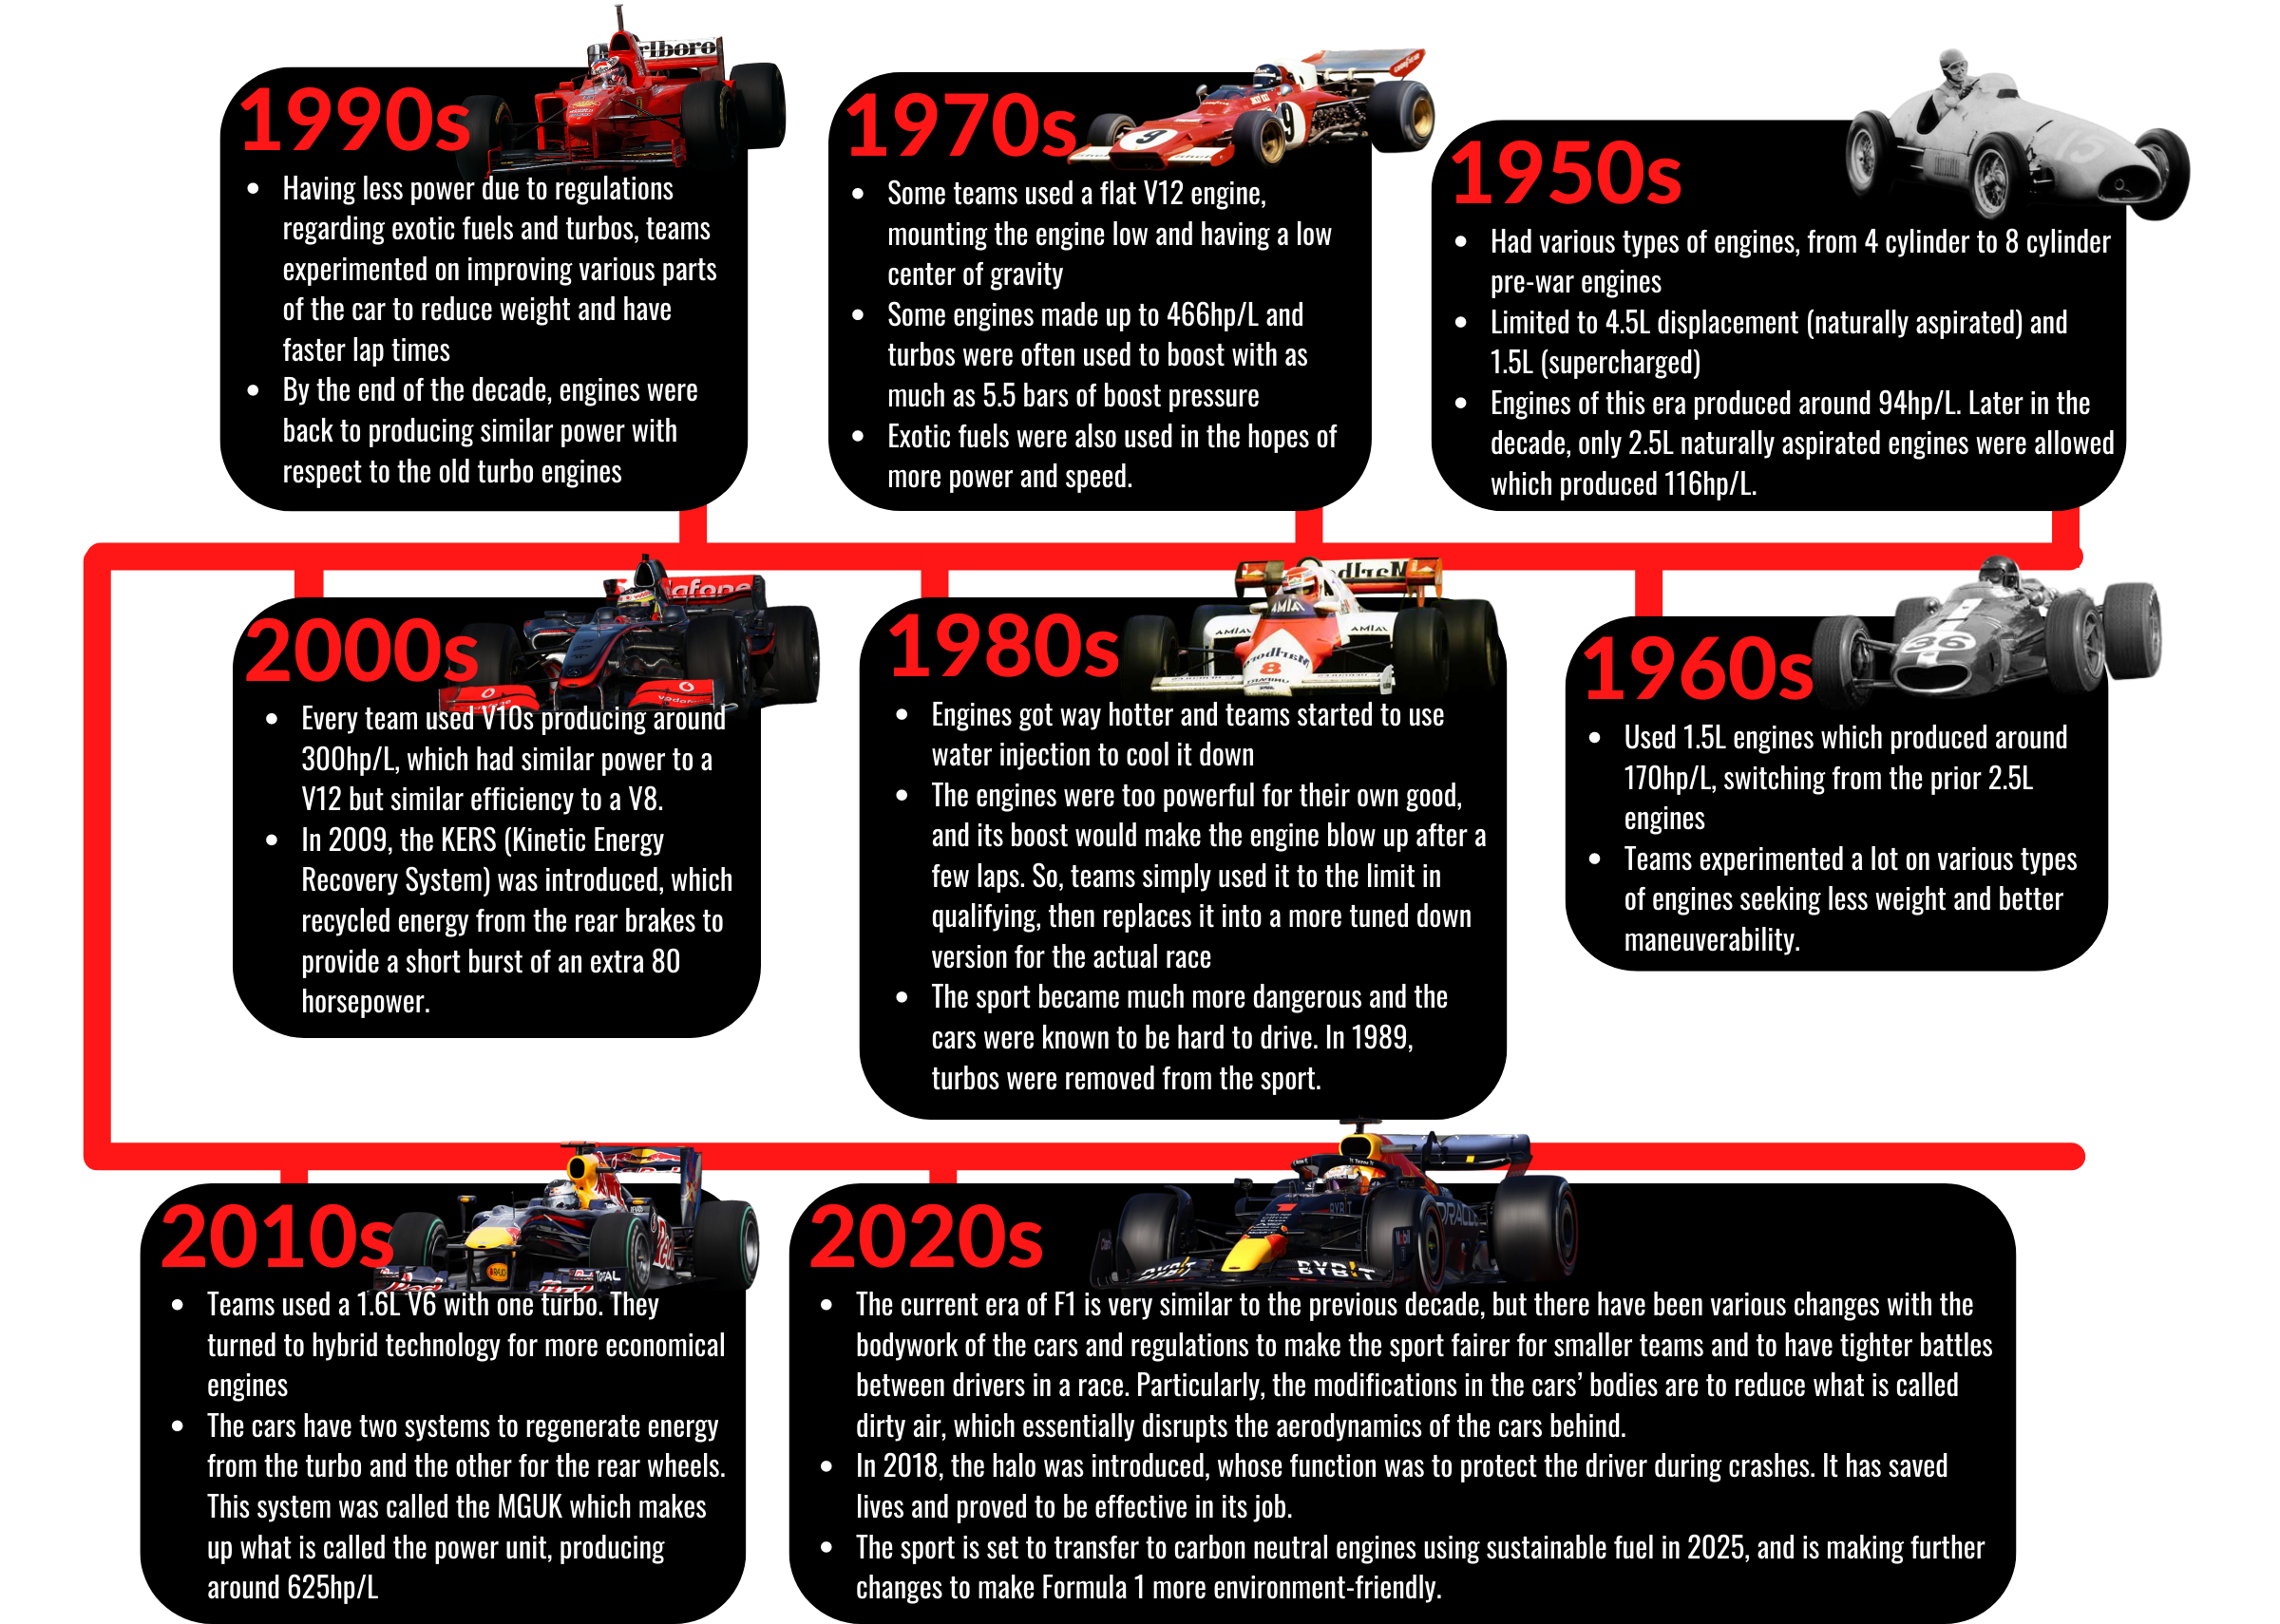 1990s
Having less power due to regulations
regarding exotic fuels and turbos, teams
experimented on improving various parts
of the car to reduce weight and have
faster lap times
By the end of the decade, engines were
back to producing similar power with
respect to the old turbo engines
rlboro
1970s
Some teams used a flat V12 engine,
mounting the engine low and having a low
center of gravity
Some engines made up to 466hp/L and
turbos were often used to boost with as
much as 5.5 bars of boost pressure
Exotic fuels were also used in the hopes of
more power and speed.
9
9
1950s
Had various types of engines, from 4 cylinder to 8 cylinder
pre-war engines
Limited to 4.5L displacement (naturally aspirated) and
1.5L (supercharged)
Engines of this era produced around 94hp/L. Later in the
decade, only 2.5L naturally aspirated engines were allowed
which produced 116hp/L.
15
2000s
Every team used V10s producing around
300hp/L, which had similar power to a
V12 but similar efficiency to a V8.
In 2009, the KERS (Kinetic Energy
Recovery System) was introduced, which
recycled energy from the rear brakes to
provide a short burst of an extra 80
horsepower.
afone
vodafone
1980s
Engines got way hotter and teams started to use
water injection to cool it down
The engines were too powerful for their own good,
and its boost would make the engine blow up after a
few laps. So, teams simply used it to the limit in
qualifying, then replaces it into a more tuned down
version for the actual race
The sport became much more dangerous and the
cars were known to be hard to drive. In 1989,
turbos were removed from the sport.
Marlboro
8
1960s
Used 1.5L engines which produced around
170hp/L, switching from the prior 2.5L
engines
Teams experimented a lot on various types
of engines seeking less weight and better
maneuverability.
36
2010s
Teams used a 1.6L V6 with one turbo. They
turned to hybrid technology for more economical
engines
The cars have two systems to regenerate energy
from the turbo and the other for the rear wheels.
This system was called the MGUK which makes
up what is called the power unit, producing
around 625hp/L
TOTAL
2020s
The current era of F1 is very similar to the previous decade, but there have been various changes with the
bodywork of the cars and regulations to make the sport fairer for smaller teams and to have tighter battles
between drivers in a race. Particularly, the modifications in the cars’ bodies are to reduce what is called
dirty air, which essentially disrupts the aerodynamics of the cars behind.
In 2018, the halo was introduced, whose function was to protect the driver during crashes. It has saved
lives and proved to be effective in its job.
The sport is set to transfer to carbon neutral engines using sustainable fuel in 2025, and is making further
changes to make Formula 1 more environment-friendly.
1
BYBIT
ORACLE
BYBIT
BYBIT